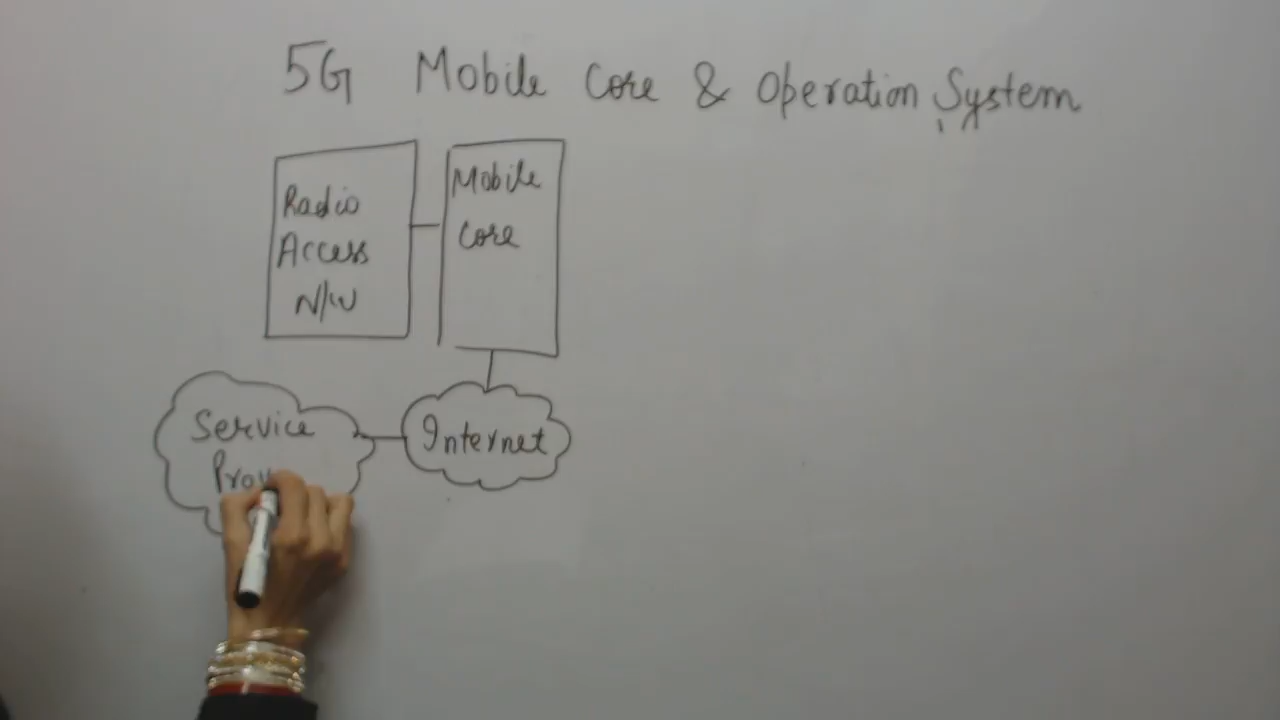 5G Mobile Core & Operation System
Radio
Access
N/W
Mobile
Core
Service
Internet